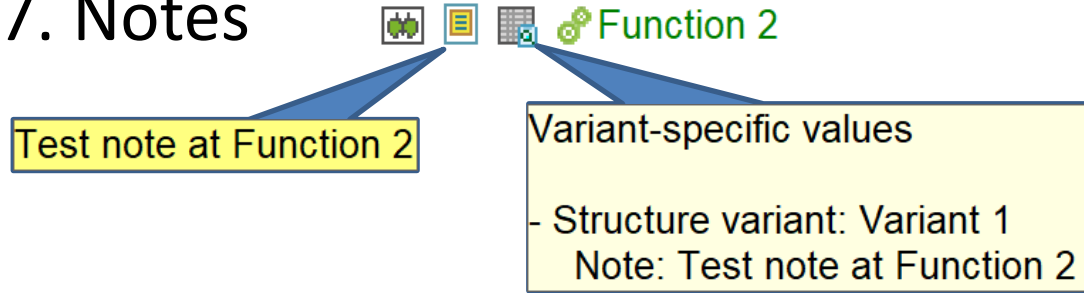 7. Notes
Function 2
Test note at Function 2
Variant-specific values
- Structure variant: Variant 1
Note: Test note at Function 2